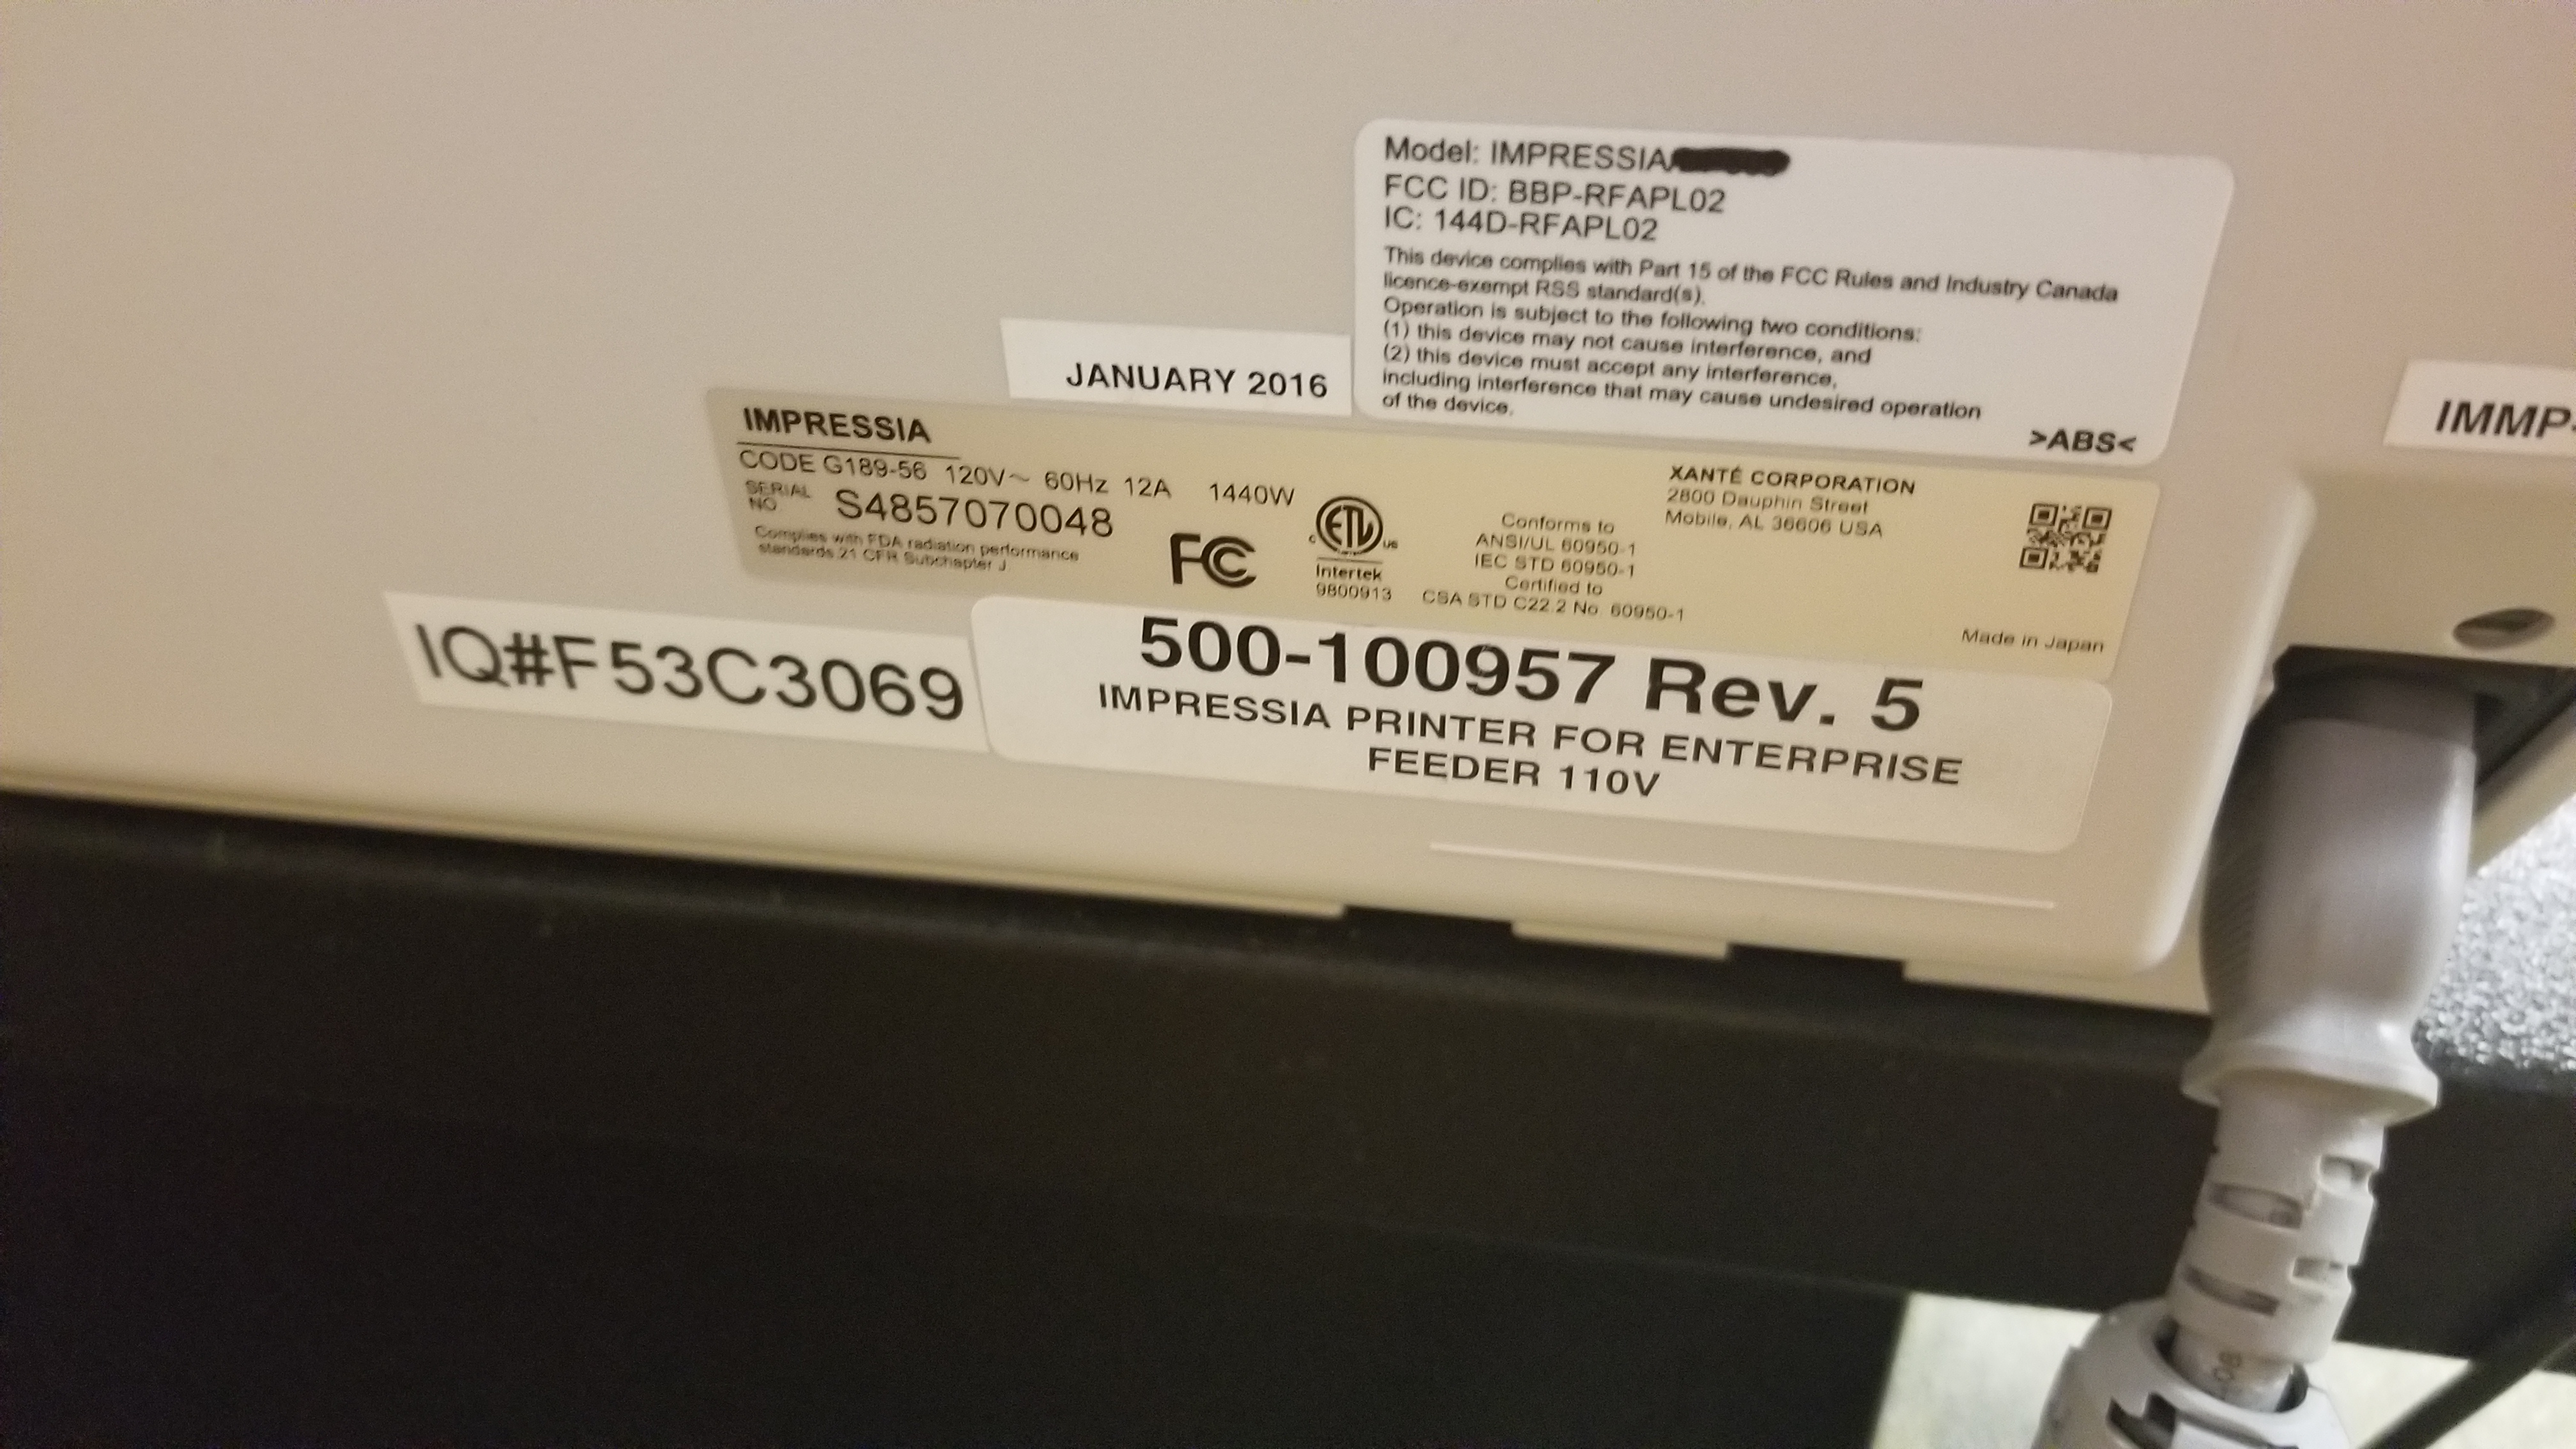 Model: IMPRESSIA
FCC ID: BBP-RFAPL02
IC: 144D-RFAPL02
This device complies with Part 15 of the FCC Rules and Industry Canada
licence-exempt RSS standard(s).
Operation is subject to the following two conditions:
(1) this device may not cause interference, and
(2) this device must accept any interference,
including interference that may cause undesired operation
of the device.
>ABS<
JANUARY 2016
IMMP-
IMPRESSIA
CODE G189-56 120V~ 60Hz 12A 1440W
SERIAL
NO.
S4857070048
Complies with FDA radiation performance
standards 21 CFR Subchapter J
FC
c ETL us
Intertek
9800913
Conforms to
ANSI/UL 60950-1
IEC STD 60950-1
Certified to
CSA STD C22.2 No. 60950-1
XANTÉ CORPORATION
2800 Dauphin Street
Mobile, AL 36606 USA
Made in Japan
IQ#F53C3069
500-100957 Rev. 5
IMPRESSIA PRINTER FOR ENTERPRISE
FEEDER 110V